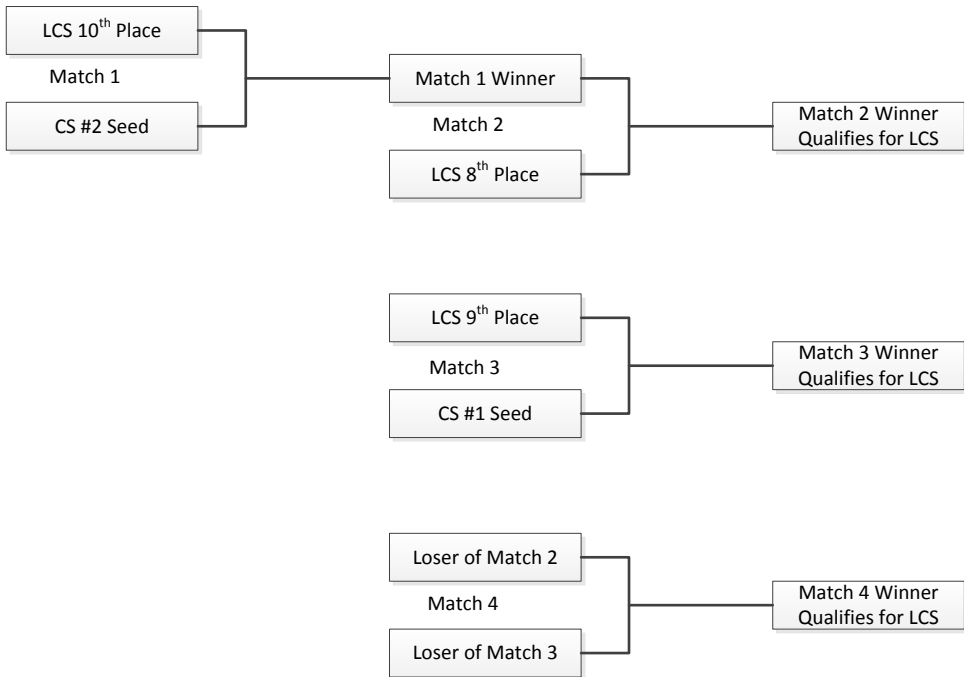 LCS 10th Place
Match 1
CS #2 Seed
Match 1 Winner
Match 2
LCS 8th Place
Match 2 Winner
Qualifies for LCS
LCS 9th Place
Match 3
CS #1 Seed
Match 3 Winner
Qualifies for LCS
Loser of Match 2
Match 4
Loser of Match 3
Match 4 Winner
Qualifies for LCS